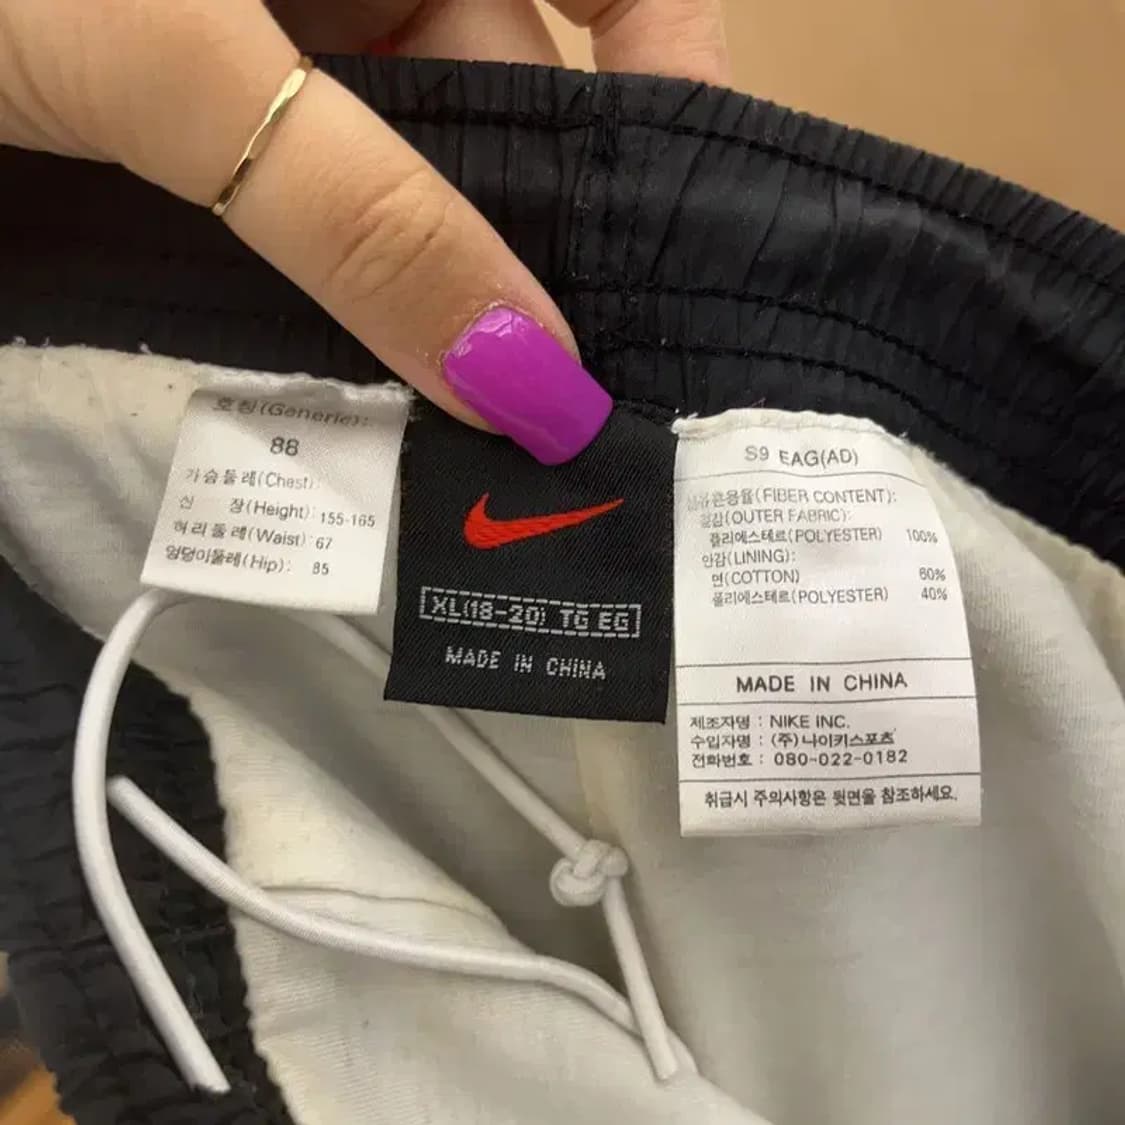 호칭(Generic):
88
가슴둘레(Chest):
신 장(Height): 155-165
허리둘레(Waist): 67
엉덩이둘레(Hip): 85
XL(18-20) TG EG
MADE IN CHINA
S9 EAG(AD)
섬유혼용율(FIBER CONTENT):
겉감(OUTER FABRIC):
폴리에스테르(POLYESTER) 100%
안감(LINING):
면(COTTON) 60%
폴리에스테르(POLYESTER) 40%
MADE IN CHINA
제조자명 : NIKE INC.
수입자명 : (주)나이키스포츠
전화번호 : 080-022-0182
취급시 주의사항은 뒷면을 참조하세요.